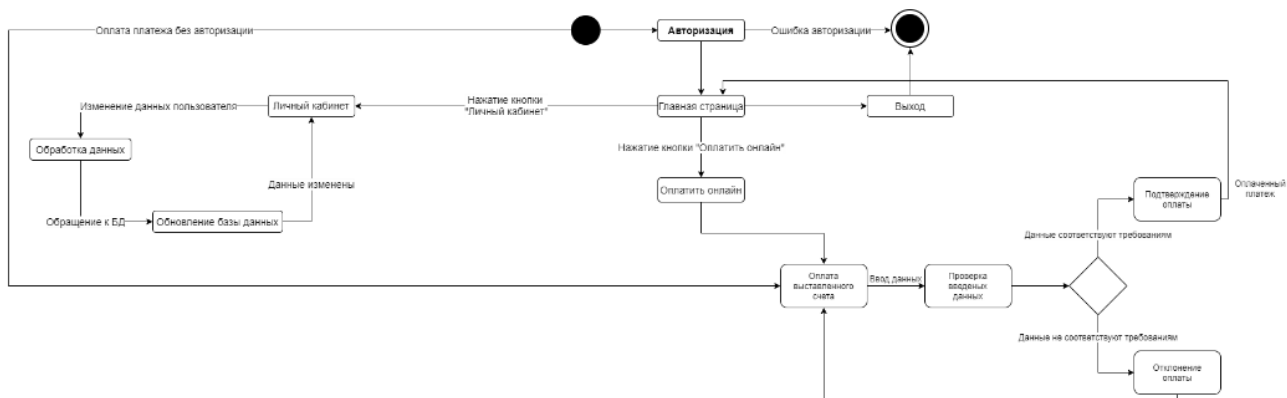 Оплата платежа без авторизации
Авторизация
Ошибка авторизации
Изменение данных пользователя
Личный кабинет
Нажатие кнопки
"Личный кабинет"
Главная страница
Выход
Обработка данных
Нажатие кнопки "Оплатить онлайн"
Данные изменены
Оплатить онлайн
Подтверждение
оплаты
Оплаченный
платеж
Обращение к БД
Обновление базы данных
Данные соответствуют требованиям
Оплата
выставленного
счета
Ввод данных
Проверка
введеных
данных
Данные не соответствуют требованиям
Отклонение
оплаты